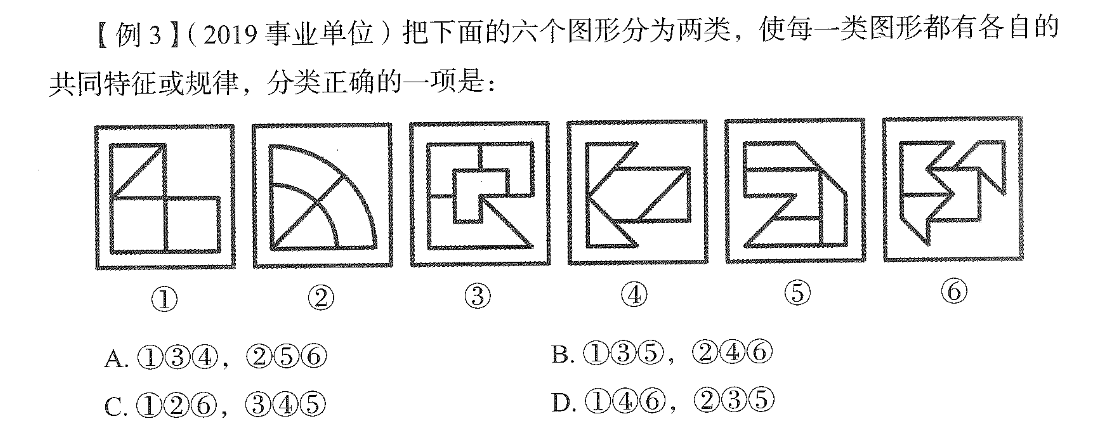 【例 3】（2019 事业单位）把下面的六个图形分为两类，使每一类图形都有各自的
共同特征或规律，分类正确的一项是：
① ② ③ ④ ⑤ ⑥
A. ①③④，②⑤⑥ B. ①③⑤，②④⑥
C. ①②⑥，③④⑤ D. ①④⑥，②③⑤